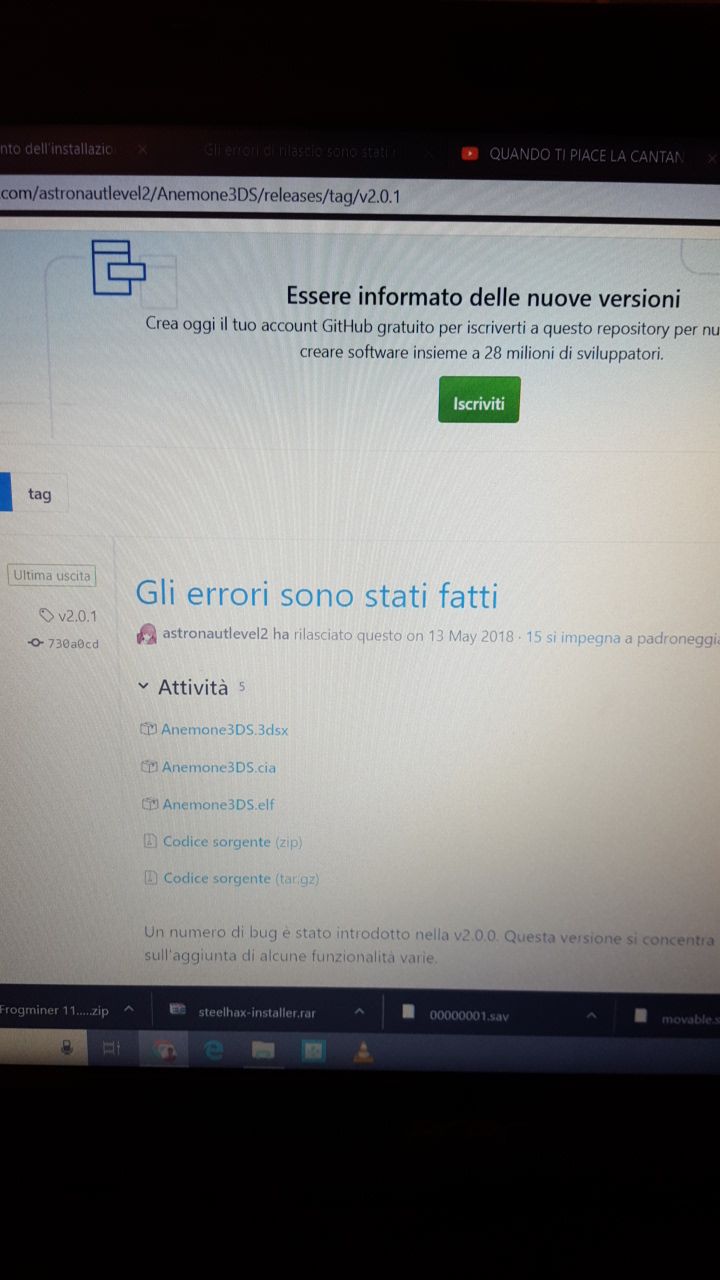 nto dell'installazio
Gli errori di rilascio sono stati
QUANDO TI PIACE LA CANTAN
.com/astronautlevel2/Anemone3DS/releases/tag/v2.0.1
Essere informato delle nuove versioni
Crea oggi il tuo account GitHub gratuito per iscriverti a questo repository per nu
creare software insieme a 28 milioni di sviluppatori.
Iscriviti
tag
Ultima uscita
v2.0.1
730a0cd
Gli errori sono stati fatti
astronautlevel2 ha rilasciato questo on 13 May 2018 · 15 si impegna a padroneggia
Attività 5
Anemone3DS.3dsx
Anemone3DS.cia
Anemone3DS.elf
Codice sorgente (zip)
Codice sorgente (tar.gz)
Un numero di bug è stato introdotto nella v2.0.0. Questa versione si concentra
sull'aggiunta di alcune funzionalità varie.
Frogminer 11.....zip
steelhax-installer.rar
00000001.sav
movable.s